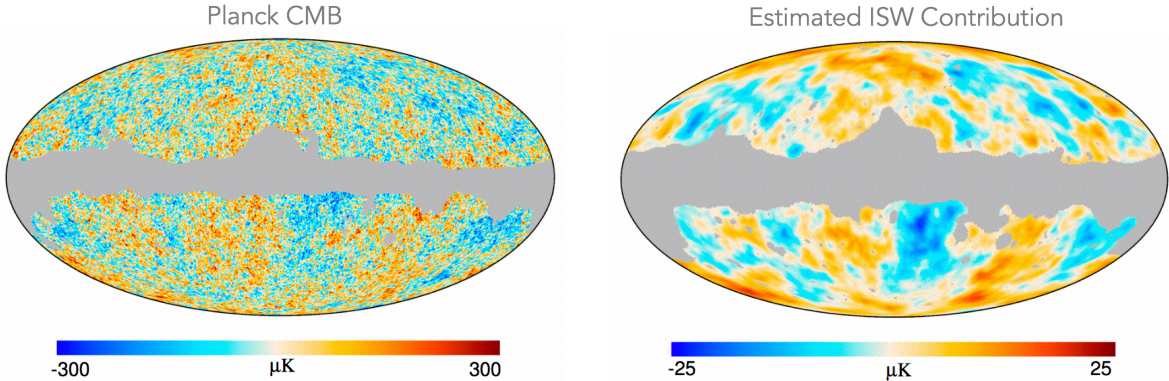 Planck CMB
Estimated ISW Contribution
-300 μK 300
-25 μK 25